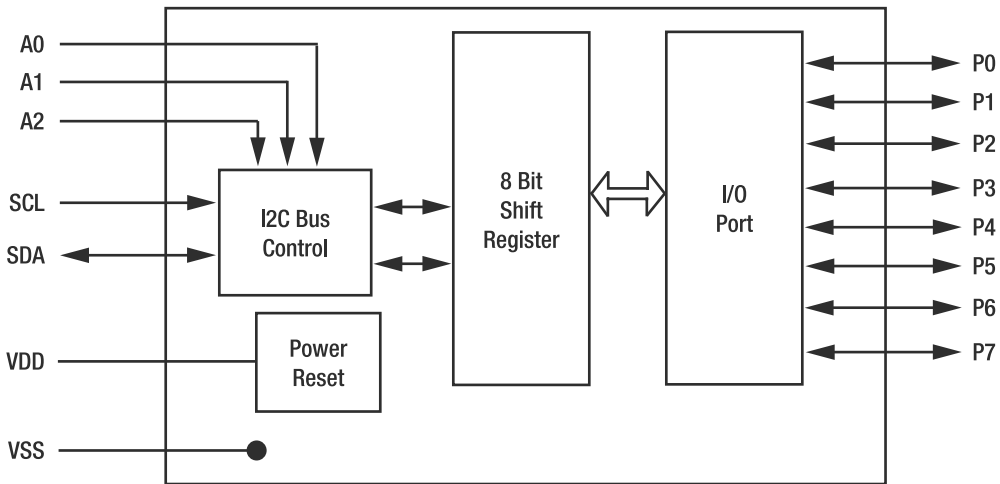 A0
A1
A2
SCL
SDA
VDD
VSS
I2C Bus
Control
Power
Reset
8 Bit
Shift
Register
I/O
Port
P0
P1
P2
P3
P4
P5
P6
P7